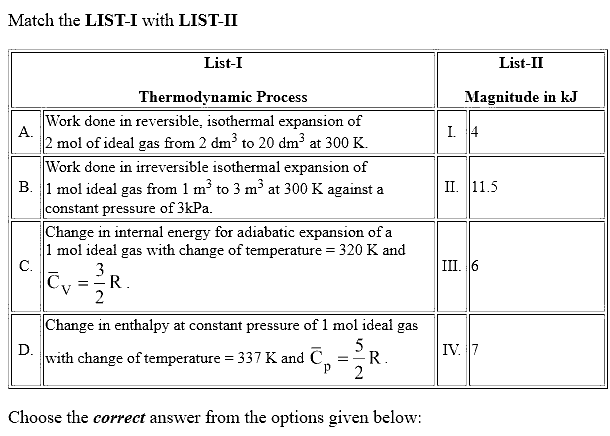 Match the LIST-I with LIST-II
List-I
Thermodynamic Process
List-II
Magnitude in kJ
A.
Work done in reversible, isothermal expansion of
2 mol of ideal gas from 2 dm³ to 20 dm³ at 300 K.
I. 4
B.
Work done in irreversible isothermal expansion of
1 mol ideal gas from 1 m³ to 3 m³ at 300 K against a
constant pressure of 3kPa.
II. 11.5
C.
Change in internal energy for adiabatic expansion of a
1 mol ideal gas with change of temperature = 320 K and
C̅v = 3/2 R.
III. 6
D.
Change in enthalpy at constant pressure of 1 mol ideal gas
with change of temperature = 337 K and C̅p = 5/2 R.
IV. 7
Choose the correct answer from the options given below: